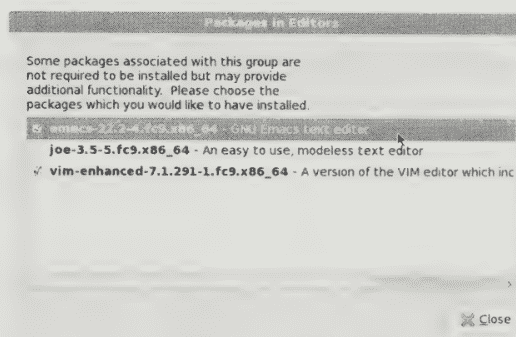 Packages in Editors
Some packages associated with this group are
not required to be installed but may provide
additional functionality. Please choose the
packages which you would like to have installed.
emacs-22.2-4.fc9.x86_64 - GNU Emacs text editor
joe-3.5-5.fc9.x86_64 - An easy to use, modeless text editor
vim-enhanced-7.1.291-1.fc9.x86_64 - A version of the VIM editor which inc
Close